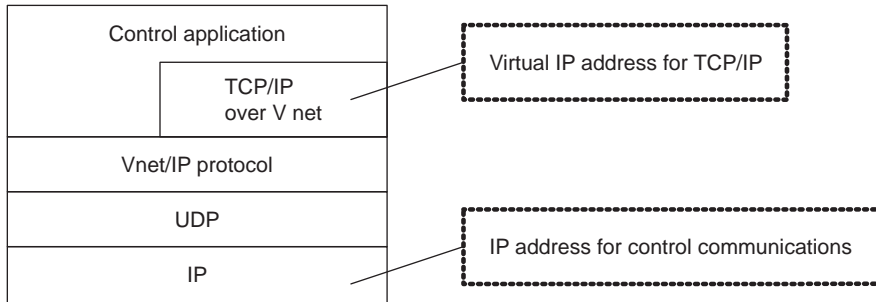 Control application
TCP/IP
over V net
Virtual IP address for TCP/IP
Vnet/IP protocol
UDP
IP address for control communications
IP